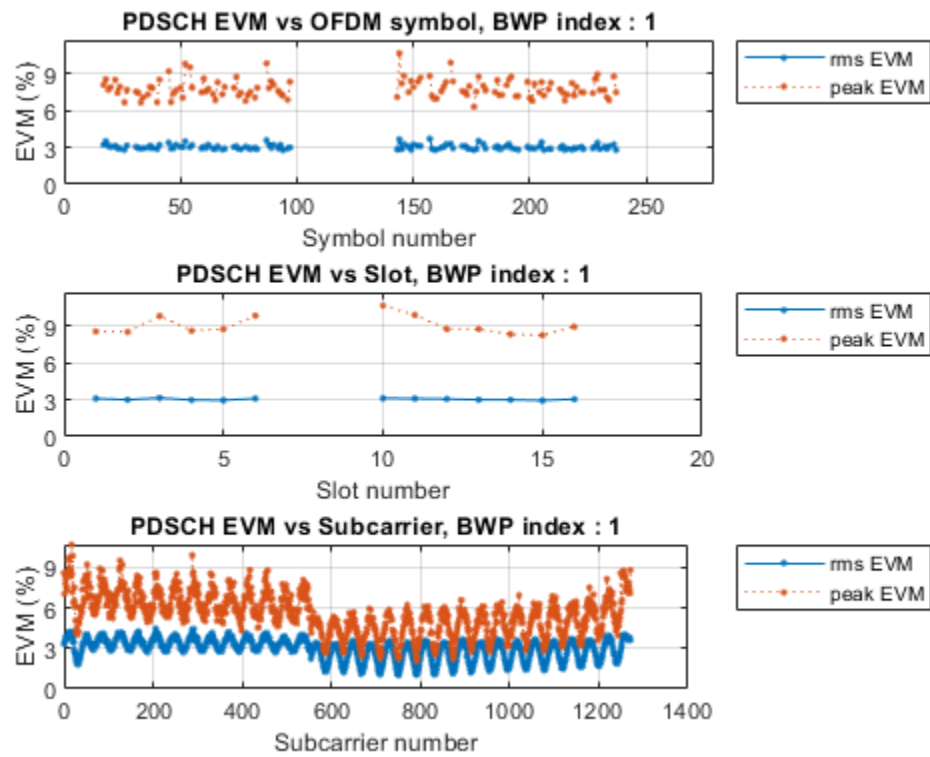 PDSCH EVM vs OFDM symbol, BWP index : 1
EVM (%)
9
6
3
0
0 50 100 150 200 250
Symbol number
rms EVM
peak EVM
PDSCH EVM vs Slot, BWP index : 1
EVM (%)
9
6
3
0
0 5 10 15 20
Slot number
rms EVM
peak EVM
PDSCH EVM vs Subcarrier, BWP index : 1
EVM (%)
9
6
3
0
0 200 400 600 800 1000 1200 1400
Subcarrier number
rms EVM
peak EVM